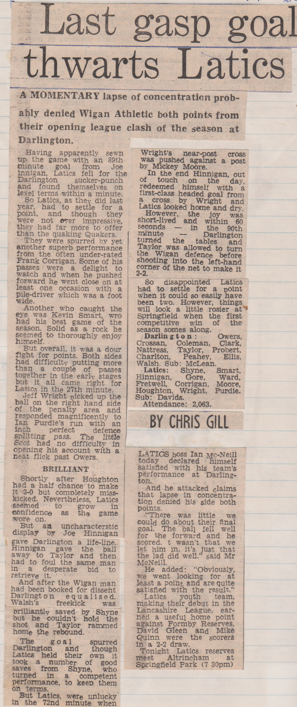 Last gasp goal
thwarts Latics
A MOMENTARY lapse of concentration prob-
ably denied Wigan Athletic both points from
their opening league clash of the season at
Darlington.
Having apparently sewn
up the game with an 89th
minute goal from Joe
innigan, Latics fell for the
Darlington sucker-punch
and found themselves on
level terms within a minute.
So Latics, as they did last
year, had to settle for a
point, and though they
were not ever impressive,
they had far more to offer
than the quaking Quakers.
They were spurred by yet
another superb performance
from the often under-rated
Frank Corrigan. Some of his
passes were a delight to
watch and when he pushed
forward he went close on at
least one occasion with a
pile-driver which was a foot
wide.
Another who caught the
eye was Kevin Smart, who
had his best game of the
season. Solid as a rock he
seemed to thoroughly enjoy
himself.
But overall, it was a dour
fight for points. Both sides
had difficulty putting more
than a couple of passes
together in the early stages
but it all came right for
Latics in the 27th minute.
Jeff Wright picked up the
ball on the right hand side
of the penalty area and
responded magnificently to
Ian Purdie's run with an
inch perfect defence
splitting past. The little
Scot had no difficulty in
opening his account with a
neat flick past Owers.
BRILLIANT
Shortly after Houghton
had a half chance to make
it 2-0 but completely miss-
kicked. Nevertheless, Latics
seemed to grow in
confidence as the game
wore on.
But an uncharacteristic
display by Joe Hinnigan
gave Darlington a life-line.
Hinnigan gave the ball
away to Taylor and then
had to foul the same man
in a desperate bid to
retrieve it.
And after the Wigan man
had been booked for dissent
Darlington equalised.
Walsh's freekick was
brilliantly saved by Shyne
but he couldn't hold the
shot and Taylor rammed
home the rebound.
The goal spurred
Darlington and though
Latics held their own it
took a number of good
saves from Shyne, who
turned in a competent
performance, to keep them
on terms.
But Latics, were unlucky
in the 72nd minute when
Wright's near-post cross
was pushed against a post
by Mickey Moore.
In the end Hinnigan, out
of touch on the day,
redeemed himself with a
first-class headed goal from
a cross by Wright and
Latics looked home and dry.
However, the joy was
short-lived and within 60
seconds — in the 90th
minute — Darlington
turned the tables and
Taylor was allowed to turn
the Wigan defence before
shooting into the left-hand
corner of the net to make it
2-2.
So disappointed Latics
had to settle for a point
when it could so easily have
been two. However, things
will look a little rosier at
Springfield when the first
competitive win of the
season comes along.
Darlington: Owers,
Crosson, Coleman, Clark,
Taylor, Probert,
Feahey, Ellis,
Walsh. Sub: McLean.
Latics: Shyne, Smart,
Hinnigan, Gore, Ward,
Corrigan, Moore,
Houghton, Wright, Purdie.
Sub: Davids.
Attendance: 2,063.
BY CHRIS GILL
LATICS boss Ian McNeill
today declared himself
satisfied with his team's
performance at Darling-
ton.
And he attacked claims
that lapse in concentra-
tion denied his side both
points.
"There was little we
could do about their final
goal. The ball fell well
for the forward and he
scored. I wasn't that we
let him in, it's just that
the lad did well," said Mr
McNeill.
He added: "Obviously,
we went looking for at
least a point and are quite
satisfied with the result."
Latics youth team,
making their debut in the
Lancashire League, ear-
ned a useful home point
against Formby Reserves.
David Gleen and Mike
Quinn were the scorers
in a 2-2 draw.
Tonight Latics reserves
meet Altrincham at
Springfield Park (7 30pm)